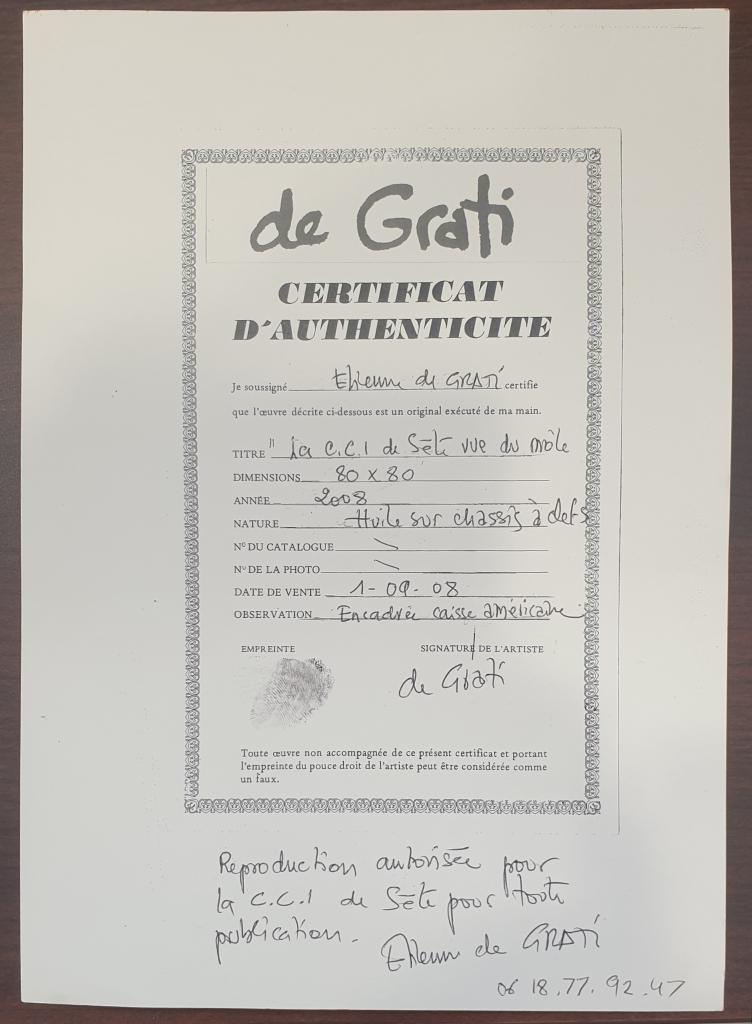 de Grati
CERTIFICAT
D'AUTHENTICITE
Je soussigné Etienne de GRATI certifie
que l'œuvre décrite ci-dessous est un original exécuté de ma main.
TITRE " La C.C.I de Sète vue du môle
DIMENSIONS 80 x 80
ANNÉE 2008
NATURE Huile sur chassis à clefs
N° DU CATALOGUE
N° DE LA PHOTO
DATE DE VENTE 1-09-08
OBSERVATION Encadrée caisse américaine
EMPREINTE SIGNATURE DE L'ARTISTE
de Grati
Toute œuvre non accompagnée de ce présent certificat et portant
l'empreinte du pouce droit de l'artiste peut être considérée comme
un faux.
Reproduction autorisée pour
la C.C.I de Sète pour toute
publication.
Etienne de GRATI
06 18.77.92.47